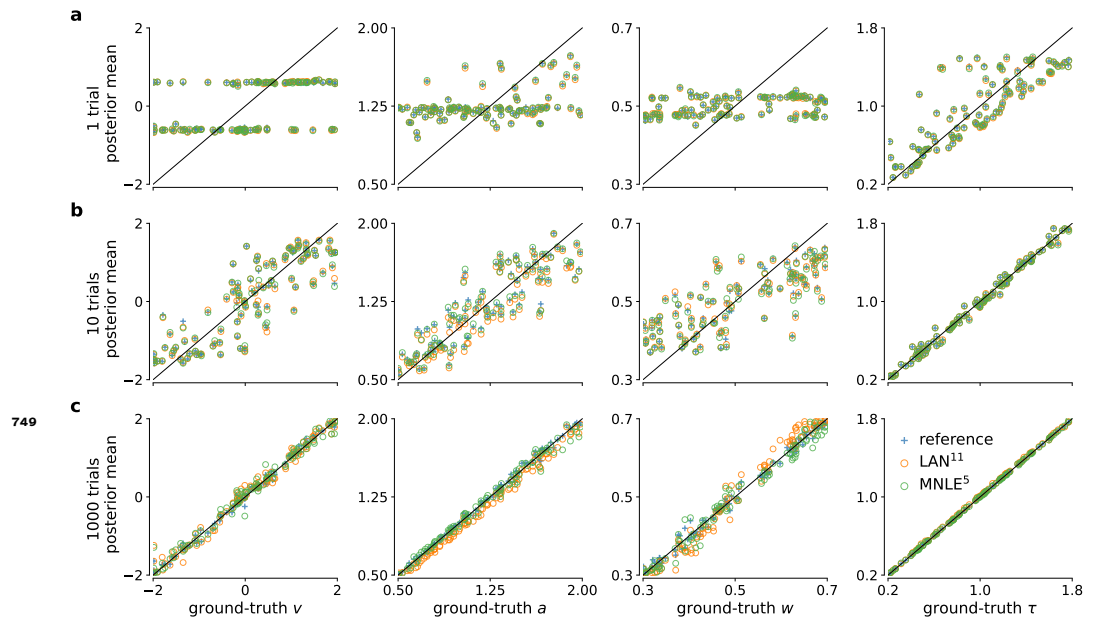 a
1 trial
posterior mean
2
0
−2
2.00
1.25
0.50
0.7
0.5
0.3
1.8
1.0
0.2
b
10 trials
posterior mean
2
0
−2
2.00
1.25
0.50
0.7
0.5
0.3
1.8
1.0
0.2
749
c
1000 trials
posterior mean
2
0
−2
2.00
1.25
0.50
0.7
0.5
0.3
1.8
1.0
0.2
reference
LAN¹¹
MNLE⁵
−2 0 2
0.50 1.25 2.00
0.3 0.5 0.7
0.2 1.0 1.8
ground-truth v
ground-truth a
ground-truth w
ground-truth τ